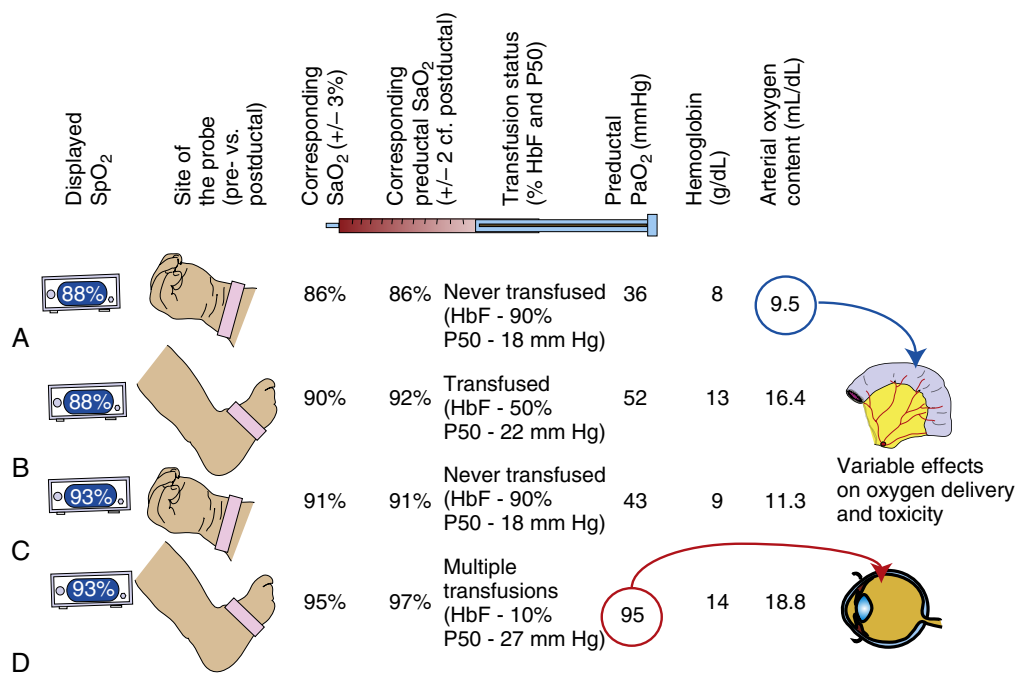 Displayed
SpO2
Site of
the probe
(pre- vs.
postductal)
Corresponding
SaO2 (+/– 3%)
Corresponding
preductal SaO2
(+/– 2 cf. postductal)
Transfusion status
(% HbF and P50)
Preductal
PaO2 (mmHg)
Hemoglobin
(g/dL)
Arterial oxygen
content (mL/dL)
88%
86%
86%
Never transfused
(HbF - 90%
P50 - 18 mm Hg)
36
8
9.5
A
88%
90%
92%
Transfused
(HbF - 50%
P50 - 22 mm Hg)
52
13
16.4
B
Variable effects
on oxygen delivery
and toxicity
93%
91%
91%
Never transfused
(HbF - 90%
P50 - 18 mm Hg)
43
9
11.3
C
93%
95%
97%
Multiple
transfusions
(HbF - 10%
P50 - 27 mm Hg)
95
14
18.8
D